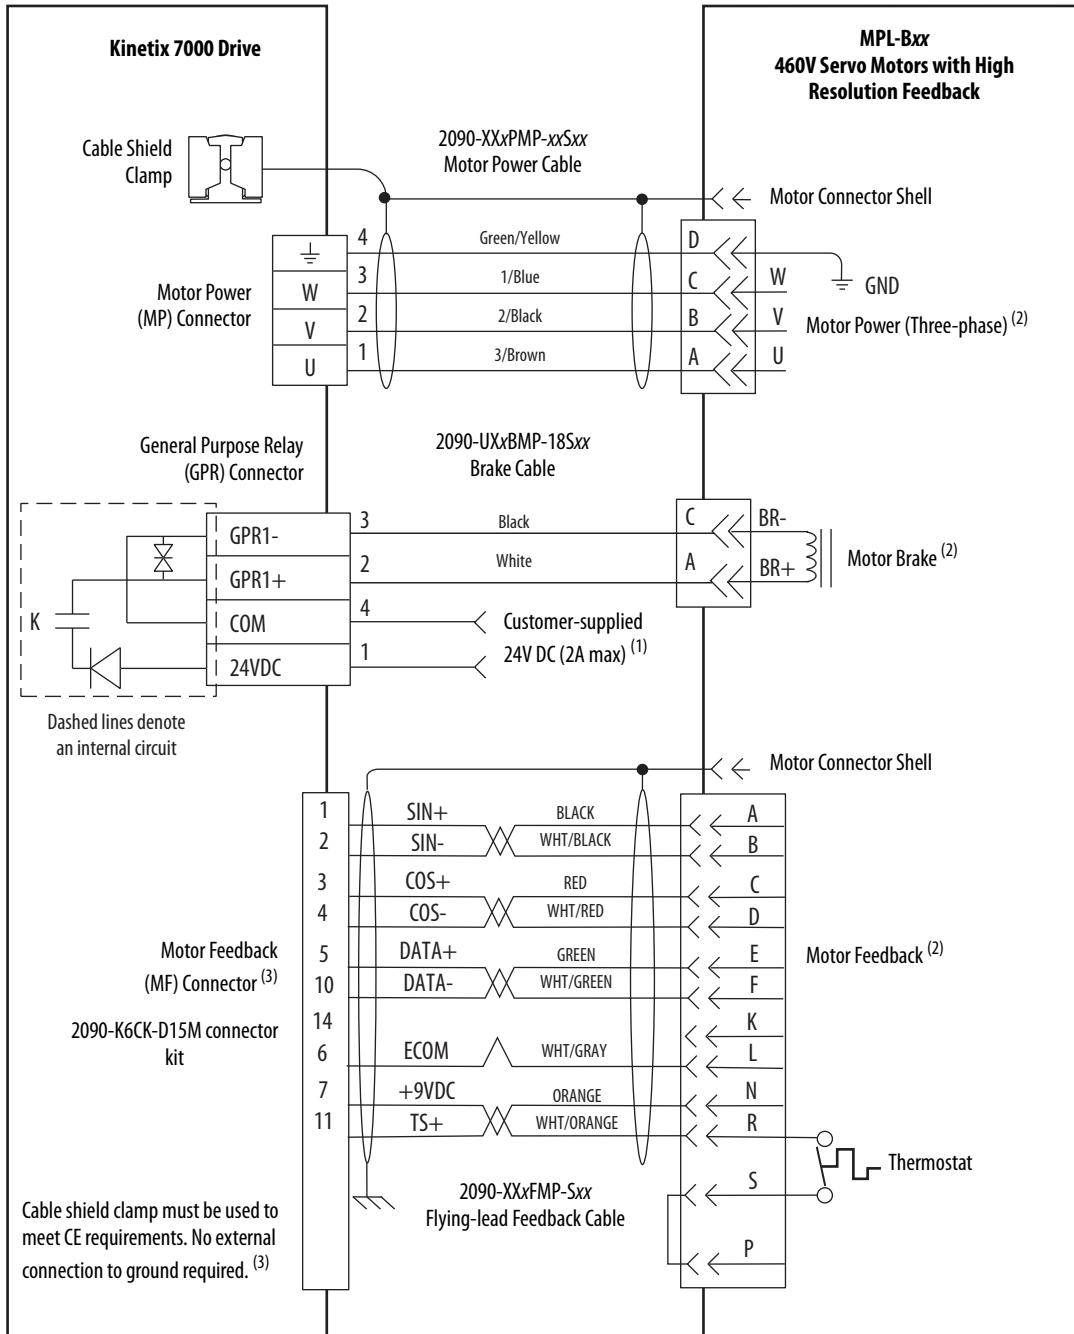 Kinetix 7000 Drive
MPL-Bxx
460V Servo Motors with High
Resolution Feedback
Cable Shield
Clamp
2090-XXxPMP-xxSxx
Motor Power Cable
Motor Connector Shell
Motor Power
(MP) Connector
W
V
U
4
3
2
1
Green/Yellow
1/Blue
2/Black
3/Brown
D
C
B
A
W
V
U
GND
Motor Power (Three-phase) (2)
General Purpose Relay
(GPR) Connector
2090-UXxBMP-18Sxx
Brake Cable
K
GPR1-
GPR1+
COM
24VDC
3
2
4
1
Black
White
C
A
BR-
BR+
Motor Brake (2)
Customer-supplied
24V DC (2A max) (1)
Dashed lines denote
an internal circuit
Motor Connector Shell
1 SIN+ BLACK A
2 SIN- WHT/BLACK B
3 COS+ RED C
4 COS- WHT/RED D
5 DATA+ GREEN E
10 DATA- WHT/GREEN F
14 K
6 ECOM WHT/GRAY L
7 +9VDC ORANGE N
11 TS+ WHT/ORANGE R
S
P
Motor Feedback
(MF) Connector (3)
2090-K6CK-D15M connector
kit
Motor Feedback (2)
Thermostat
2090-XXxFMP-Sxx
Flying-lead Feedback Cable
Cable shield clamp must be used to
meet CE requirements. No external
connection to ground required. (3)